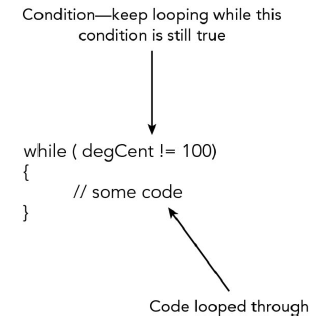 Condition—keep looping while this
condition is still true
while ( degCent != 100)
{
// some code
}
Code looped through